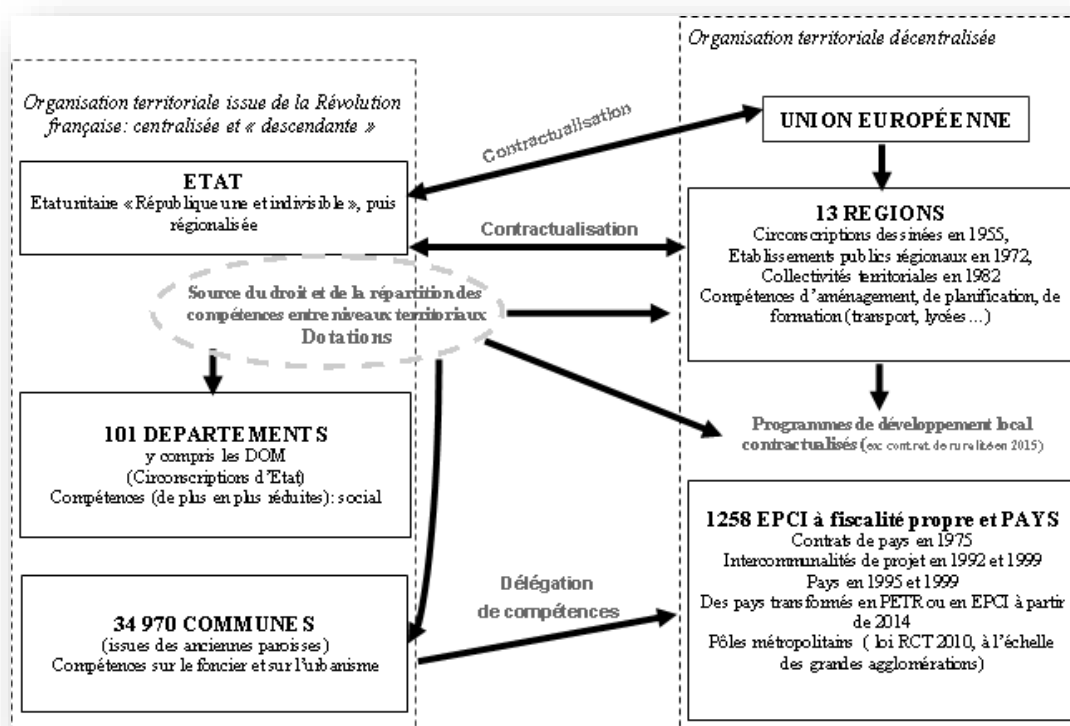 Organisation territoriale issue de la Révolution
française: centralisée et « descendante »
ETAT
Etat unitaire « République une et indivisible », puis
régionalisée
Source du droit et de la répartition des
compétences entre niveaux territoriaux
Dotations
101 DEPARTEMENTS
y compris les DOM
(Circonscriptions d'Etat)
Compétences (de plus en plus réduites): social
34 970 COMMUNES
(issues des anciennes paroisses)
Compétences sur le foncier et sur l'urbanisme
Contractualisation
Contractualisation
Délégation
de compétences
Organisation territoriale décentralisée
UNION EUROPÉENNE
13 REGIONS
Circonscriptions dessinées en 1955,
Etablissements publics régionaux en 1972,
Collectivités territoriales en 1982
Compétences d'aménagement, de planification, de
formation (transport, lycées…)
Programmes de développement local
contractualisés (ex: contrat de ruralité en 2015)
1258 EPCI à fiscalité propre et PAYS
Contrats de pays en 1975
Intercommunalités de projet en 1992 et 1999
Pays en 1995 et 1999
Des pays transformés en PETR ou en EPCI à partir
de 2014
Pôles métropolitains ( loi RCT 2010, à l'échelle
des grandes agglomérations)